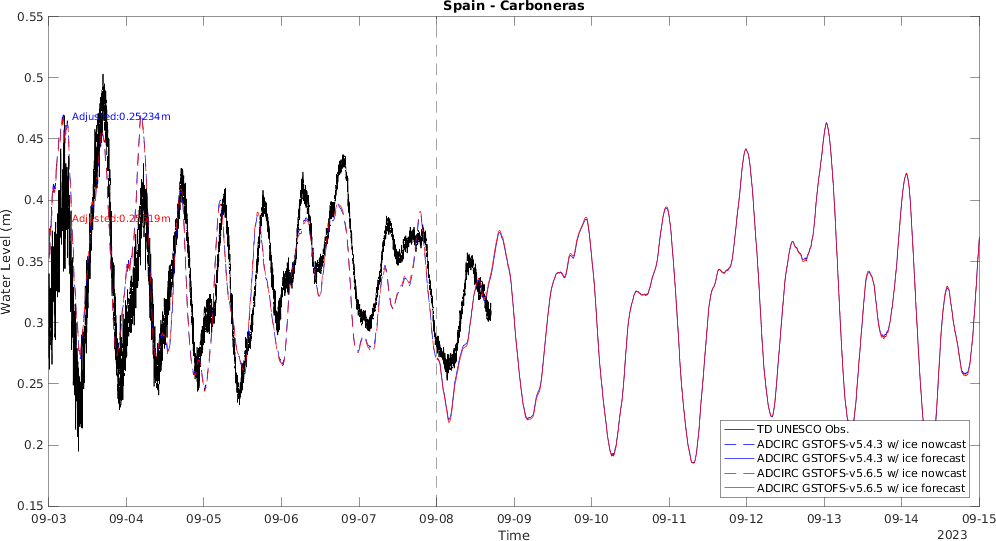 Spain - Carboneras
0.55
0.5
0.45
0.4
0.35
0.3
0.25
0.2
0.15
Water Level (m)
Adjusted:0.25234m
TD UNESCO Obs.
ADCIRC GSTOFS-v5.4.3 w/ ice nowcast
ADCIRC GSTOFS-v5.4.3 w/ ice forecast
ADCIRC GSTOFS-v5.6.5 w/ ice nowcast
ADCIRC GSTOFS-v5.6.5 w/ ice forecast
09-03 09-04 09-05 09-06 09-07 09-08 09-09 09-10 09-11 09-12 09-13 09-14 09-15
Time
2023